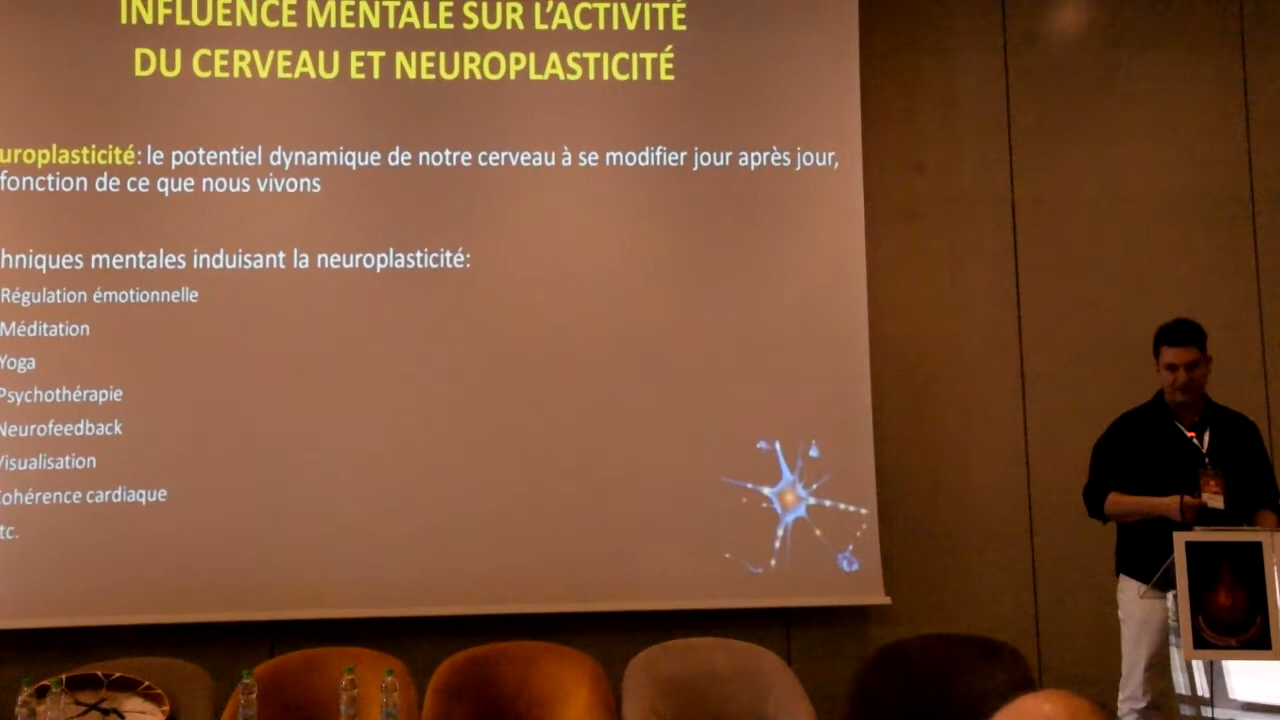 INFLUENCE MENTALE SUR L'ACTIVITÉ
DU CERVEAU ET NEUROPLASTICITÉ
uroplasticité: le potentiel dynamique de notre cerveau à se modifier jour après jour,
fonction de ce que nous vivons
hniques mentales induisant la neuroplasticité:
Régulation émotionnelle
Méditation
Yoga
Psychothérapie
Neurofeedback
Visualisation
Cohérence cardiaque
tc.